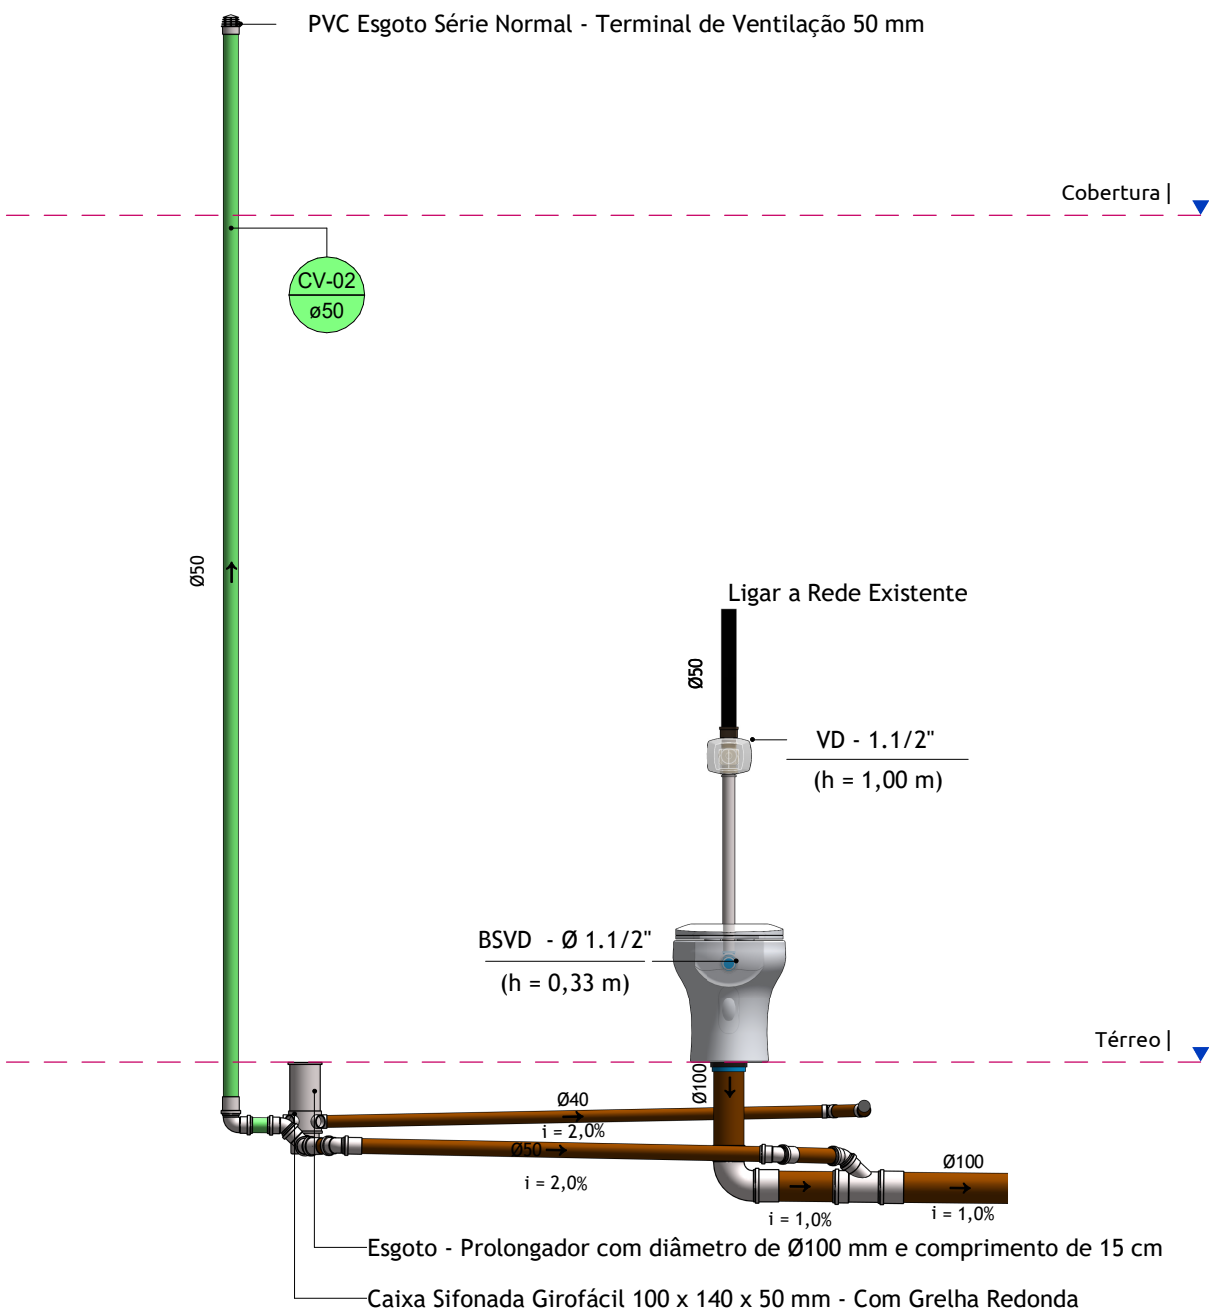 PVC Esgoto Série Normal - Terminal de Ventilação 50 mm
Cobertura |
CV-02
ø50
Ø50
Ligar a Rede Existente
Ø50
VD - 1.1/2"
(h = 1,00 m)
BSVD - Ø 1.1/2"
(h = 0,33 m)
Térreo |
Ø100
Ø40
i = 2,0%
Ø50
i = 2,0%
Ø100
i = 1,0%
i = 1,0%
Esgoto - Prolongador com diâmetro de Ø100 mm e comprimento de 15 cm
Caixa Sifonada Girofácil 100 x 140 x 50 mm - Com Grelha Redonda